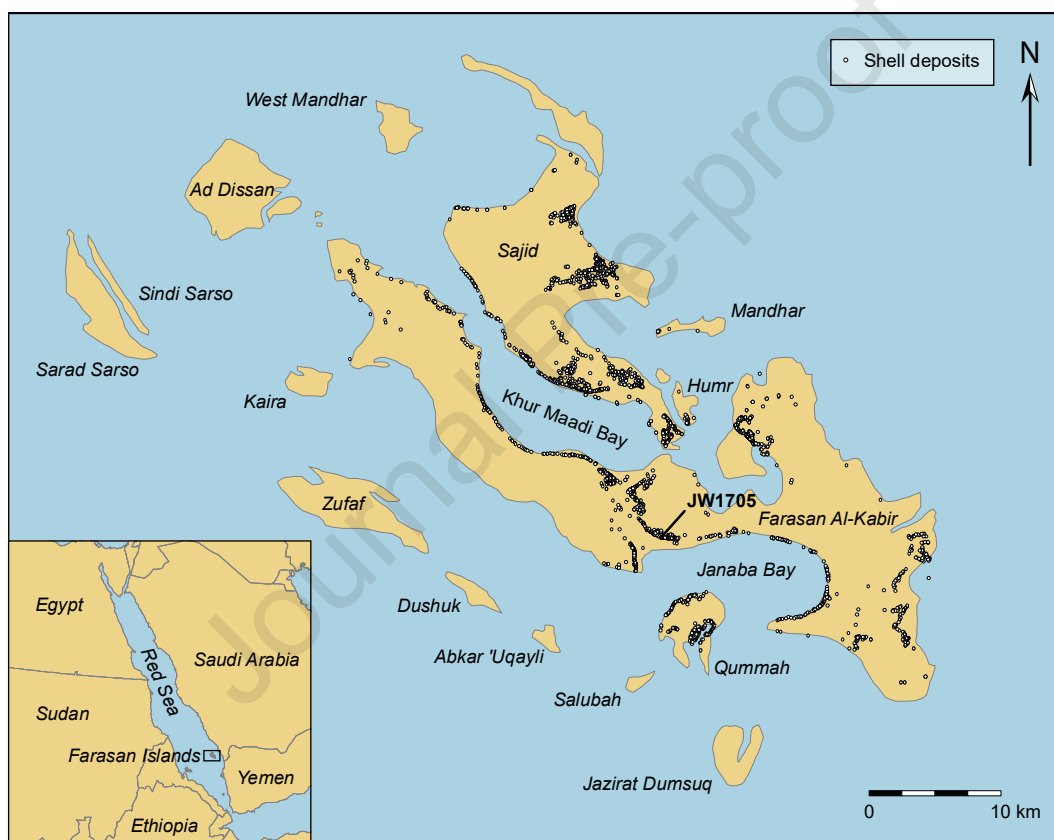 Shell deposits
N
West Mandhar
Ad Dissan
Sajid
Sindi Sarso
Mandhar
Sarad Sarso
Kaira
Humr
Khur Maadi Bay
Zufaf
JW1705
Farasan Al-Kabir
Janaba Bay
Dushuk
Abkar 'Uqayli
Qummah
Salubah
Jazirat Dumsuq
0 10 km
Egypt
Red Sea
Saudi Arabia
Sudan
Farasan Islands
Yemen
Ethiopia
Journal Pre-proof